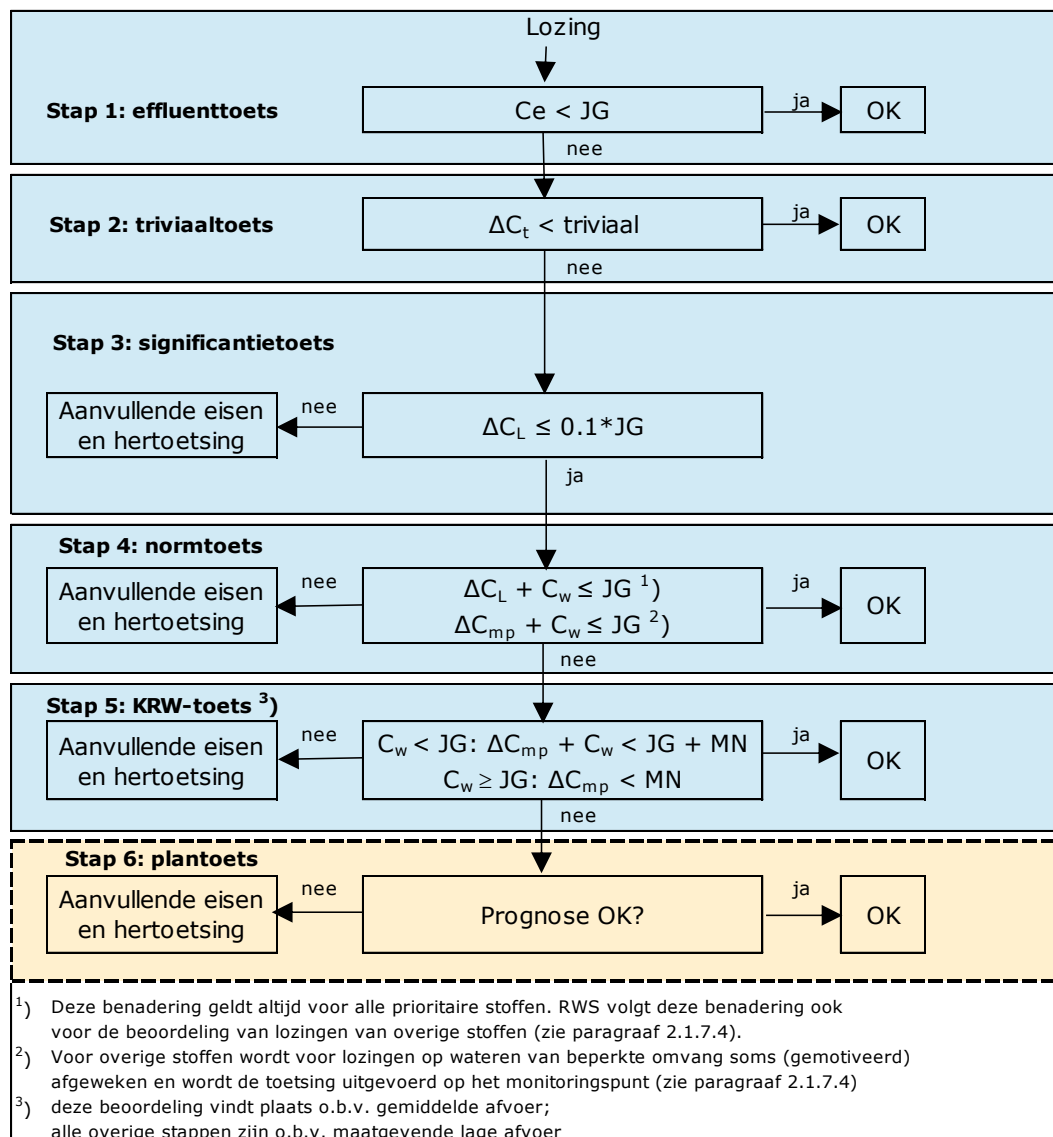 Lozing
Stap 1: effluenttoets
Ce < JG
ja
OK
nee
Stap 2: triviaaltoets
ΔCt < triviaal
ja
OK
nee
Stap 3: significantietoets
Aanvullende eisen
en hertoetsing
nee
ΔCL ≤ 0.1*JG
ja
Stap 4: normtoets
Aanvullende eisen
en hertoetsing
nee
ΔCL + Cw ≤ JG 1)
ΔCmp + Cw ≤ JG 2)
ja
OK
nee
Stap 5: KRW-toets 3)
Aanvullende eisen
en hertoetsing
nee
Cw < JG: ΔCmp + Cw < JG + MN
Cw ≥ JG: ΔCmp < MN
ja
OK
nee
Stap 6: plantoets
Aanvullende eisen
en hertoetsing
nee
Prognose OK?
ja
OK
1) Deze benadering geldt altijd voor alle prioritaire stoffen. RWS volgt deze benadering ook
voor de beoordeling van lozingen van overige stoffen (zie paragraaf 2.1.7.4).
2) Voor overige stoffen wordt voor lozingen op wateren van beperkte omvang soms (gemotiveerd)
afgeweken en wordt de toetsing uitgevoerd op het monitoringspunt (zie paragraaf 2.1.7.4)
3) deze beoordeling vindt plaats o.b.v. gemiddelde afvoer;
alle overige stappen zijn o.b.v. maatgevende lage afvoer